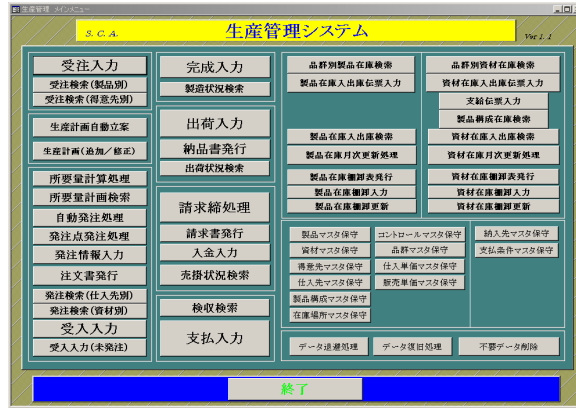 生産管理 メインメニュー
S. C. A.
生産管理システム
Ver 1.1
受注入力
受注検索(製品別)
受注検索(得意先別)
生産計画自動立案
生産計画(追加/修正)
所要量計算処理
所要量計画検索
自動発注処理
発注点発注処理
発注情報入力
注文書発行
発注検索(仕入先別)
発注検索(資材別)
受入入力
受入入力(未発注)
完成入力
製造状況検索
出荷入力
納品書発行
出荷状況検索
請求締処理
請求書発行
入金入力
売掛状況検索
検収検索
支払入力
品群別製品在庫検索
製品在庫入出庫伝票入力
製品在庫入出庫検索
製品在庫月次更新処理
製品在庫棚卸表発行
製品在庫棚卸入力
製品在庫棚卸更新
品群別資材在庫検索
資材在庫入出庫伝票入力
支給伝票入力
製品構成在庫検索
資材在庫入出庫検索
資材在庫月次更新処理
資材在庫棚卸表発行
資材在庫棚卸入力
資材在庫棚卸更新
製品マスタ保守
資材マスタ保守
得意先マスタ保守
仕入先マスタ保守
製品構成マスタ保守
在庫場所マスタ保守
コントロールマスタ保守
品群マスタ保守
仕入単価マスタ保守
販売単価マスタ保守
納入先マスタ保守
支払条件マスタ保守
データ退避処理
データ復旧処理
不要データ削除
終了